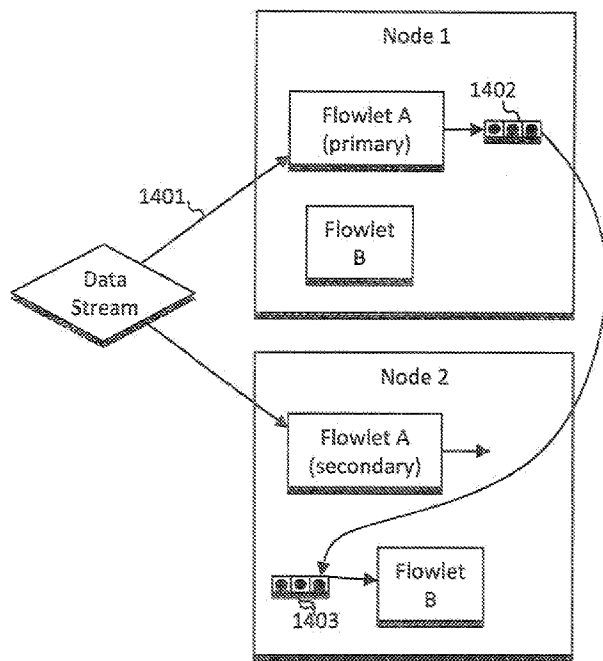 Node 1
1402
Flowlet A
(primary)
1401
Flowlet
B
Data
Stream
Node 2
Flowlet A
(secondary)
Flowlet
B
1403